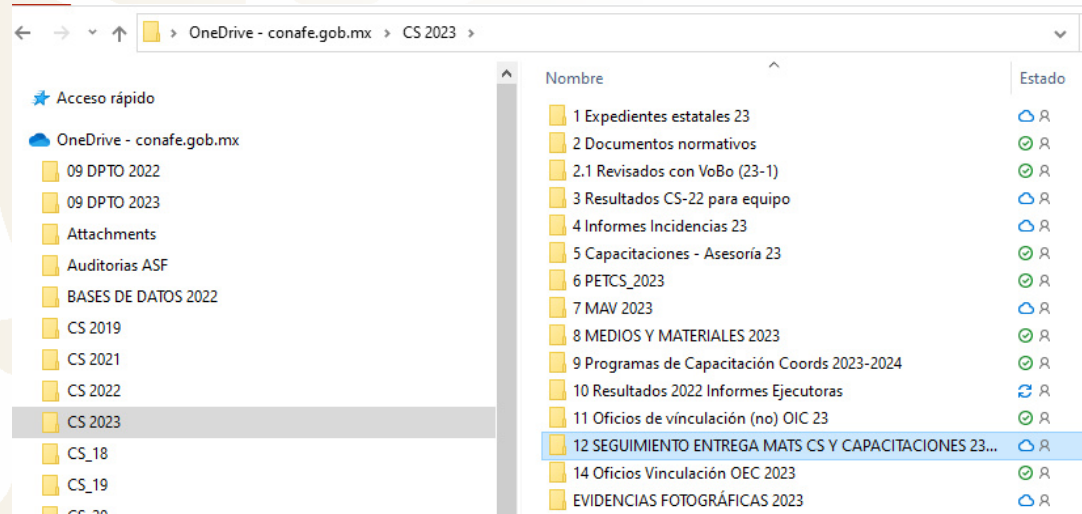 OneDrive - conafe.gob.mx > CS 2023 >
Acceso rápido
OneDrive - conafe.gob.mx
09 DPTO 2022
09 DPTO 2023
Attachments
Auditorias ASF
BASES DE DATOS 2022
CS 2019
CS 2021
CS 2022
CS 2023
CS_18
CS_19
Nombre
Estado
1 Expedientes estatales 23
2 Documentos normativos
2.1 Revisados con VoBo (23-1)
3 Resultados CS-22 para equipo
4 Informes Incidencias 23
5 Capacitaciones - Asesoría 23
6 PETCS_2023
7 MAV 2023
8 MEDIOS Y MATERIALES 2023
9 Programas de Capacitación Coords 2023-2024
10 Resultados 2022 Informes Ejecutoras
11 Oficios de vínculación (no) OIC 23
12 SEGUIMIENTO ENTREGA MATS CS Y CAPACITACIONES 23...
14 Oficios Vinculación OEC 2023
EVIDENCIAS FOTOGRÁFICAS 2023